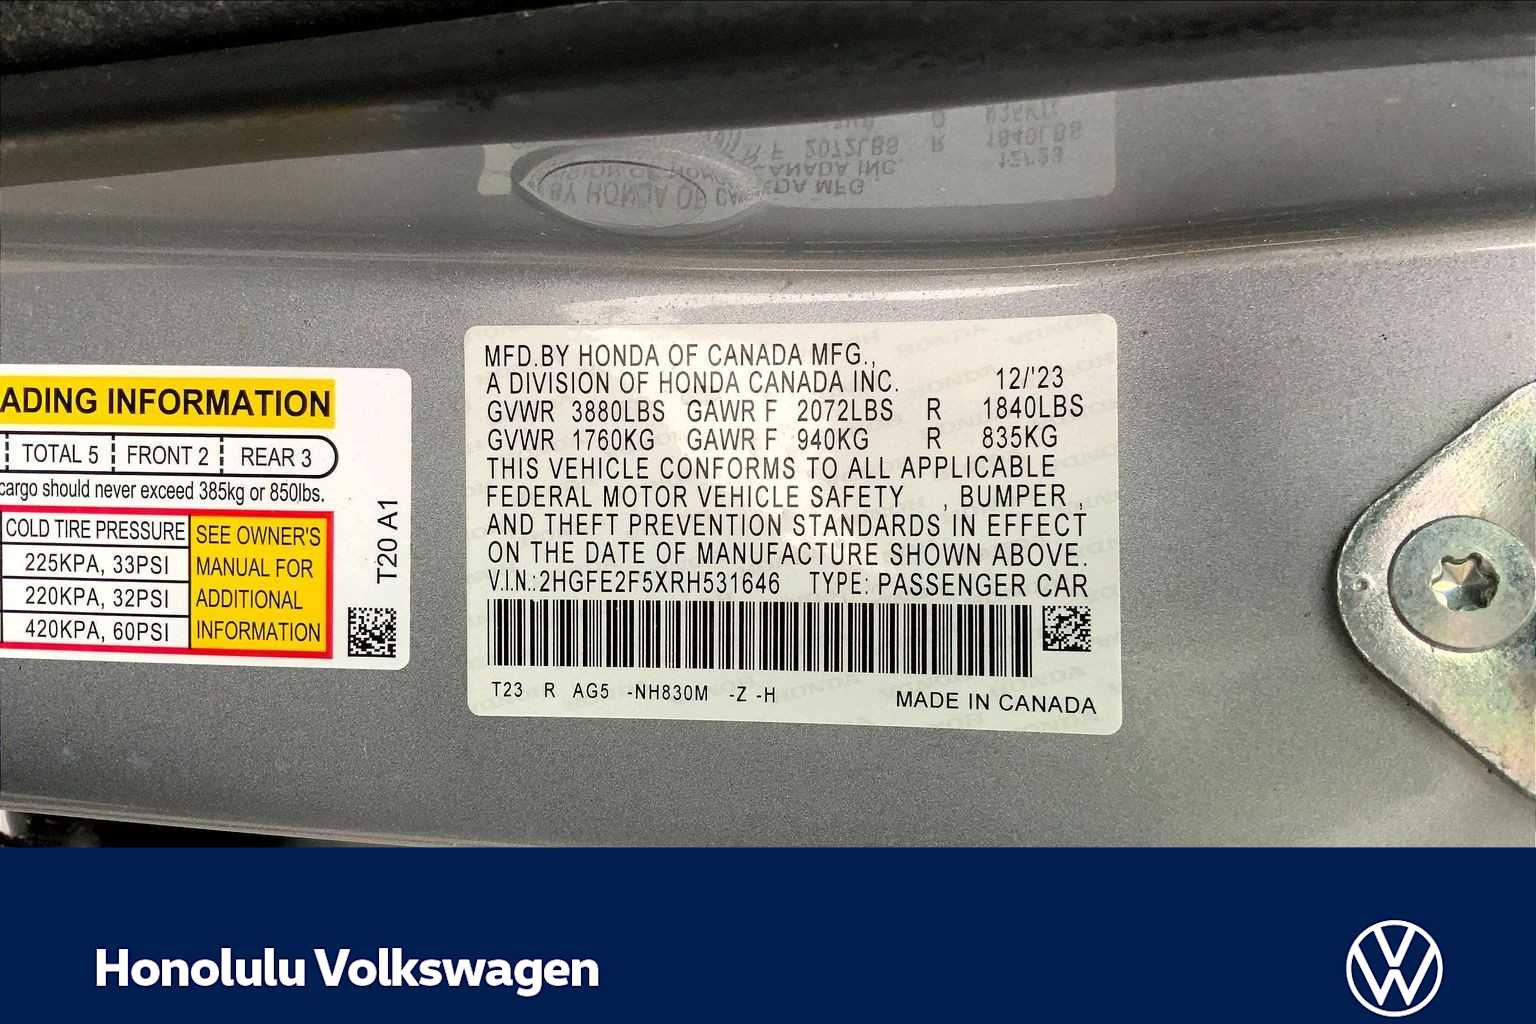 MFD.BY HONDA OF CANADA MFG.,
A DIVISION OF HONDA CANADA INC. 12/'23
GVWR 3880LBS GAWR F 2072LBS R 1840LBS
GVWR 1760KG GAWR F 940KG R 835KG
THIS VEHICLE CONFORMS TO ALL APPLICABLE
FEDERAL MOTOR VEHICLE SAFETY , BUMPER ,
AND THEFT PREVENTION STANDARDS IN EFFECT
ON THE DATE OF MANUFACTURE SHOWN ABOVE.
V.I.N.:2HGFE2F5XRH531646 TYPE: PASSENGER CAR
T23 R AG5 -NH830M -Z -H
MADE IN CANADA
ADING INFORMATION
TOTAL 5 FRONT 2 REAR 3
cargo should never exceed 385kg or 850lbs.
COLD TIRE PRESSURE
225KPA, 33PSI
220KPA, 32PSI
420KPA, 60PSI
SEE OWNER'S
MANUAL FOR
ADDITIONAL
INFORMATION
T20 A1
Honolulu Volkswagen